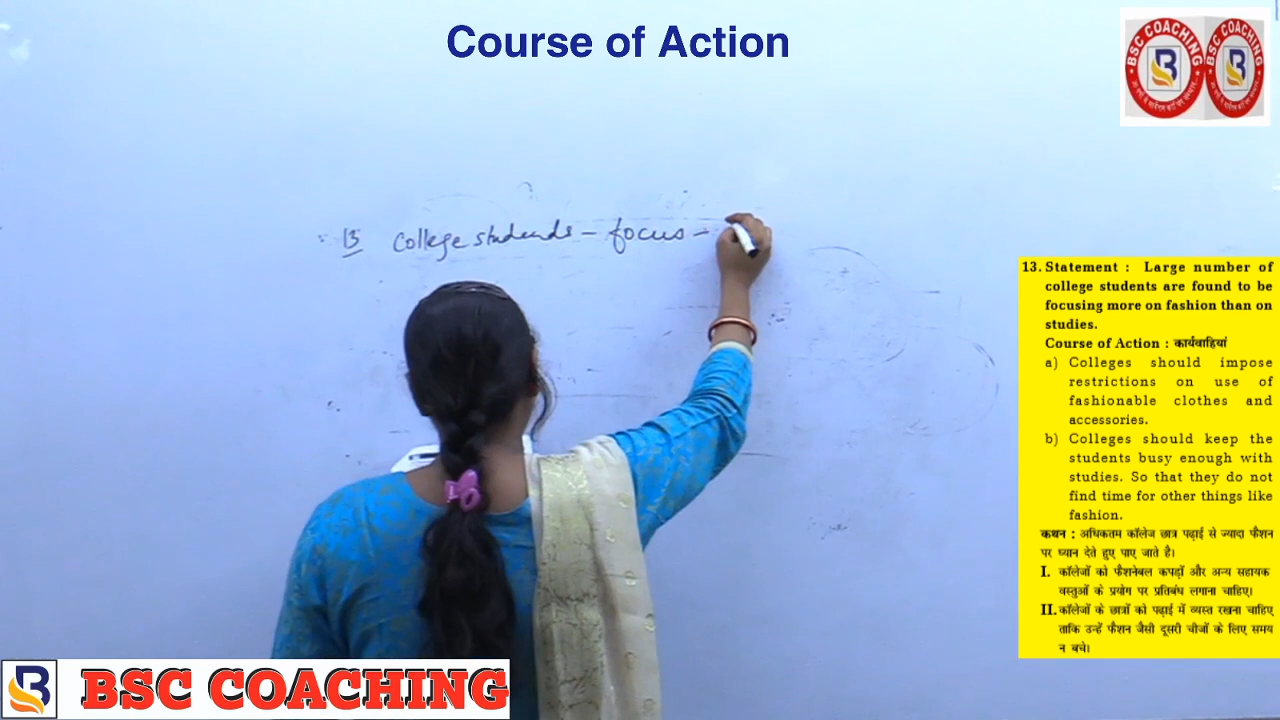 Course of Action
BSC COACHING
BSC COACHING
13 College students - focus -
13. Statement : Large number of
college students are found to be
focusing more on fashion than on
studies.
Course of Action : कार्यवाहियां
a) Colleges should impose
restrictions on use of
fashionable clothes and
accessories.
b) Colleges should keep the
students busy enough with
studies. So that they do not
find time for other things like
fashion.
कथन : अधिकतम कॉलेज छात्र पढ़ाई से ज्यादा फैशन
पर ध्यान देते हुए पाए जाते है।
I. कॉलेजों को फैशनेबल कपड़ों और अन्य सहायक
वस्तुओं के प्रयोग पर प्रतिबंध लगाना चाहिए।
II. कॉलेजों के छात्रों को पढ़ाई में व्यस्त रखना चाहिए
ताकि उन्हें फैशन जैसी दूसरी चीजों के लिए समय
न बचे।
BSC COACHING